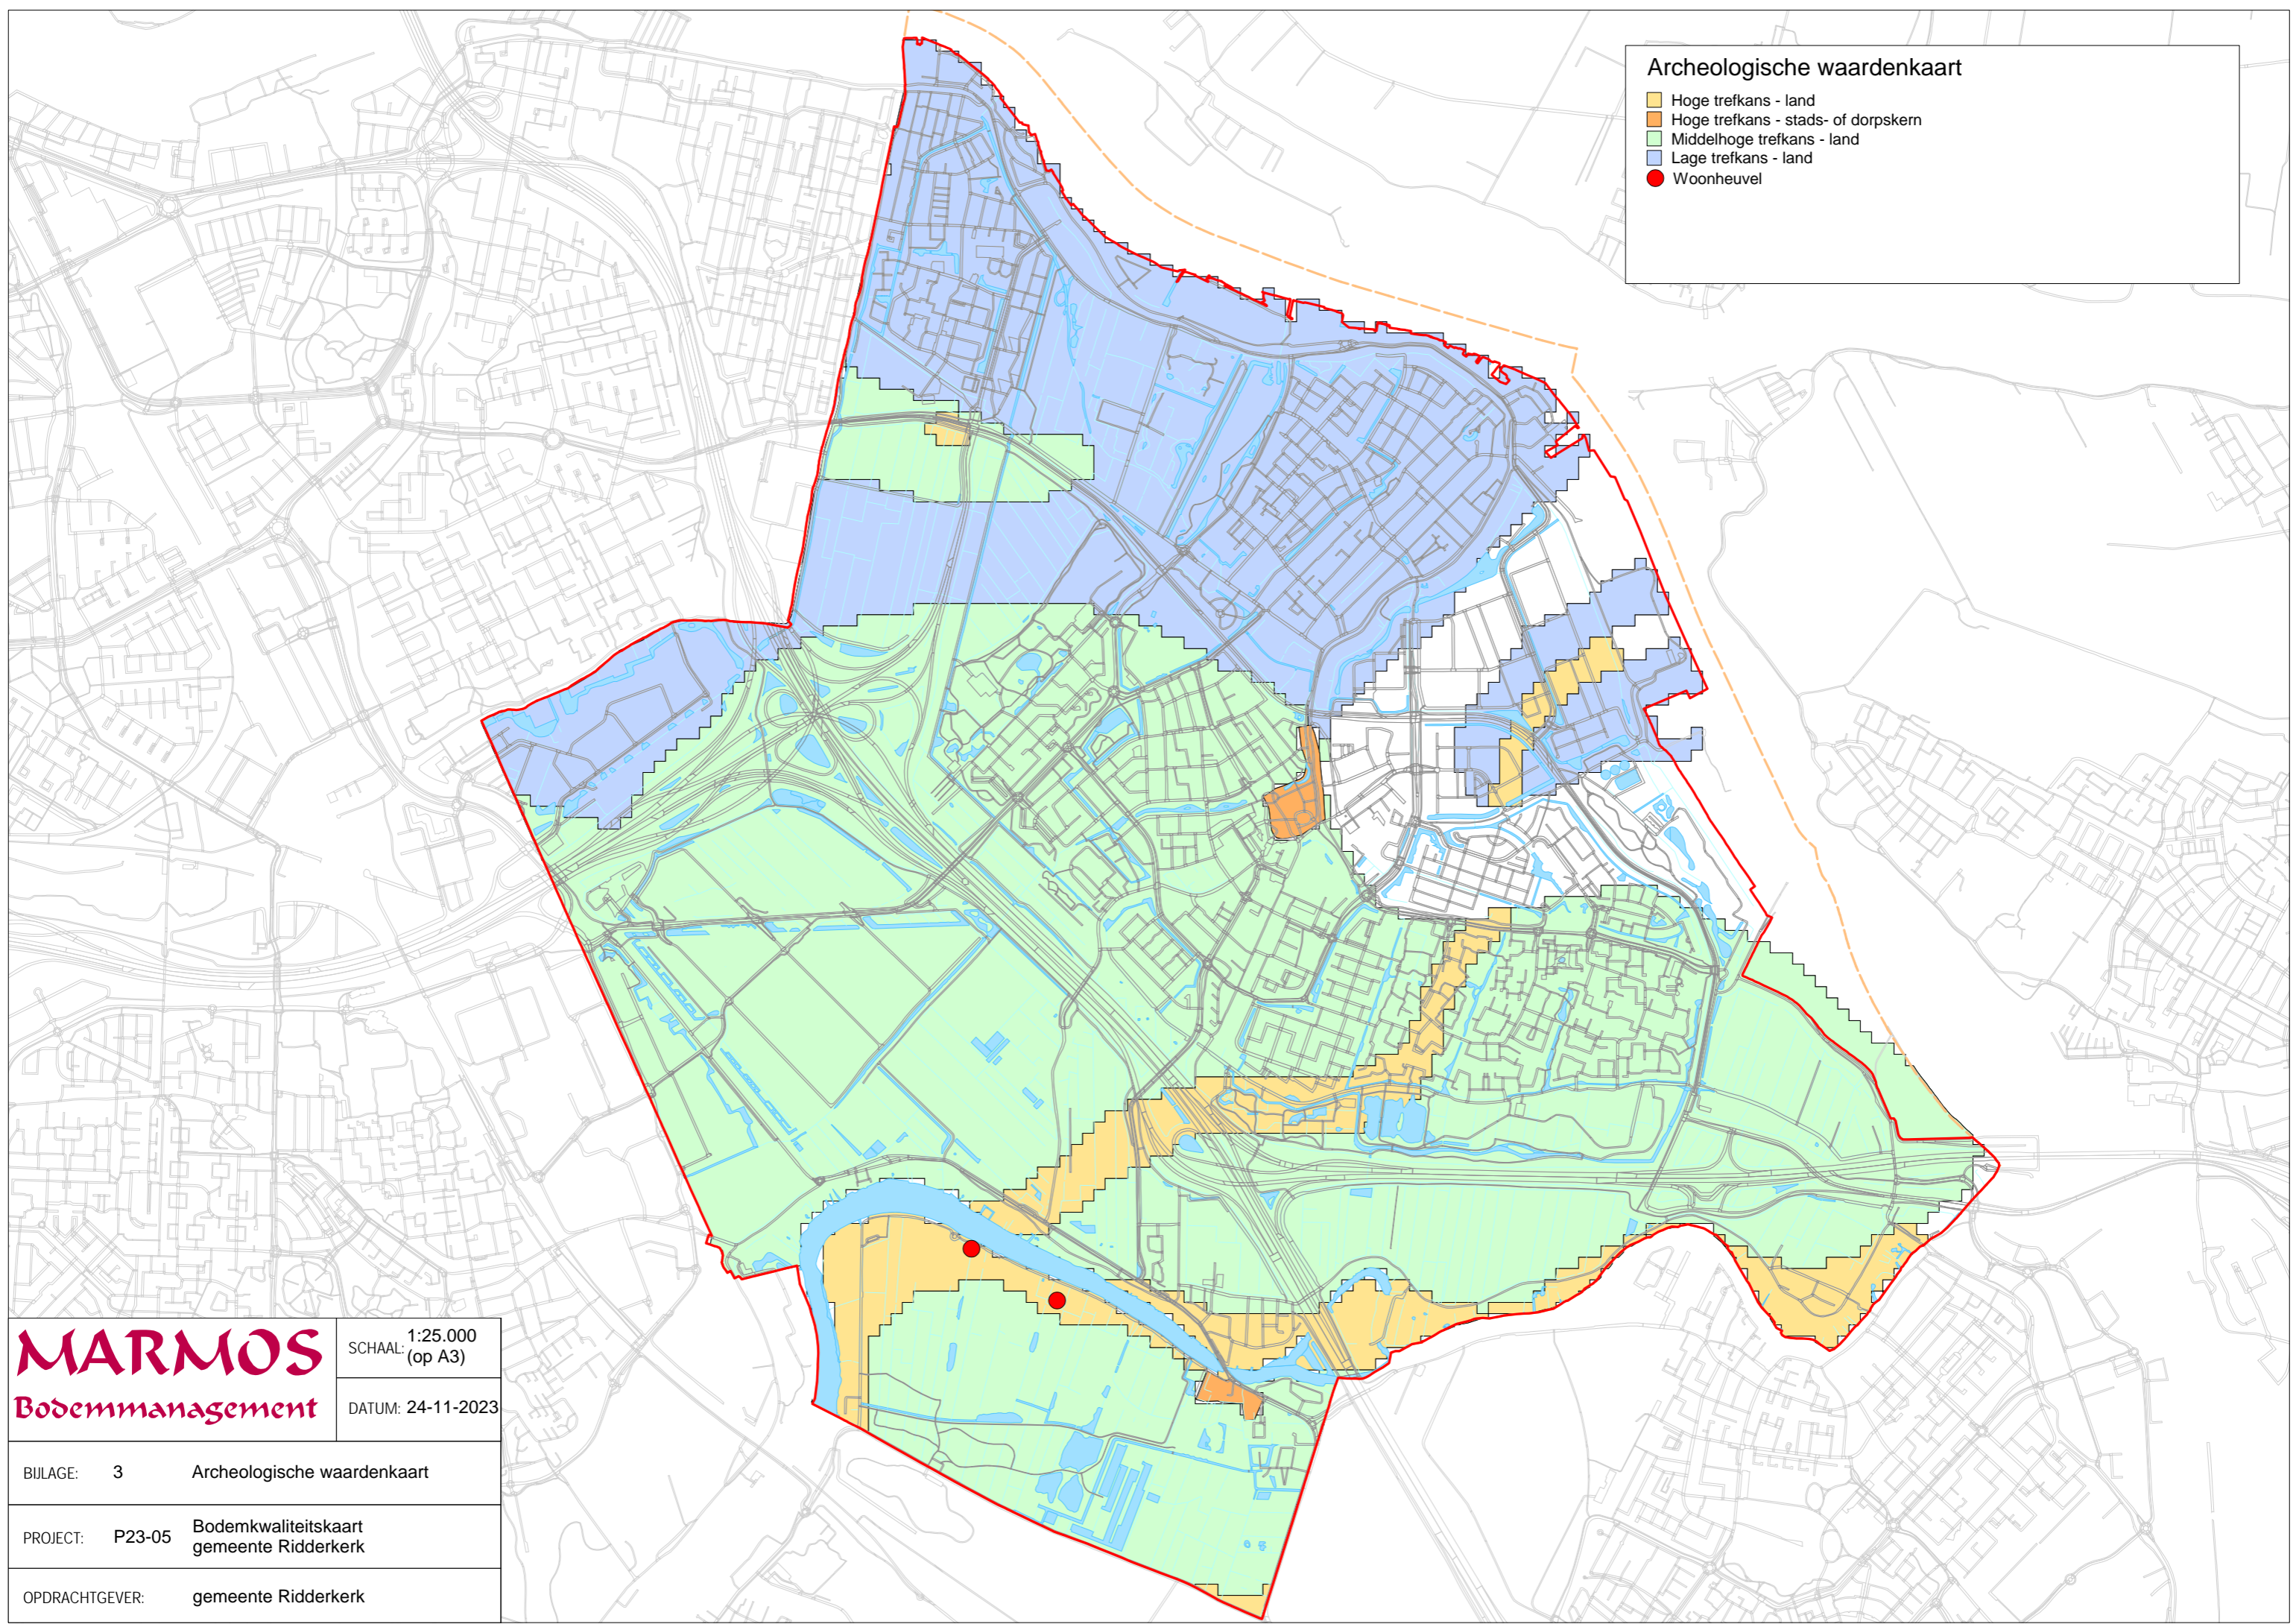 Archeologische waardenkaart
Hoge trefkans - land
Hoge trefkans - stads- of dorpskern
Middelhoge trefkans - land
Lage trefkans - land
Woonheuvel
MARMOS
Bodemmanagement
SCHAAL: 1:25.000
(op A3)
DATUM: 24-11-2023
BIJLAGE: 3 Archeologische waardenkaart
PROJECT: P23-05 Bodemkwaliteitskaart
gemeente Ridderkerk
OPDRACHTGEVER: gemeente Ridderkerk